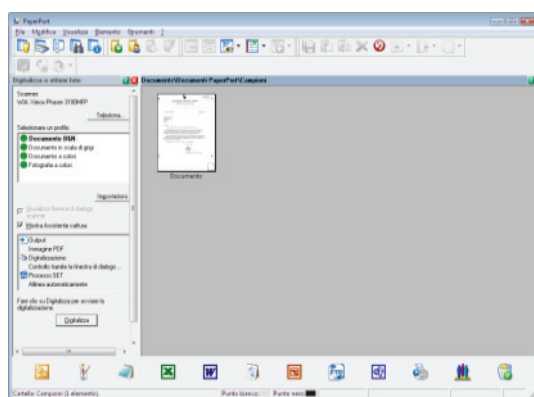 PaperPort
File Modifica Visualizza Elemento Strumenti ?
Digitalizza o ottieni foto
Documenti\Documenti PaperPort\Campioni
Scanner:
WIA: Xerox Phaser 3100MFP
Seleziona...
Selezionare un profilo:
Documento B&N
Documento in scala di grigi
Documento a colori
Fotografia a colori
Impostazioni
Visualizza finestra di dialogo
scanner
Mostra Assistente cattura
Output
Immagine PDF
Digitalizzazione:
Controllo tramite la finestra di dialogo ...
Processo SET
Allinea automaticamente
Fare clic su Digitalizza per avviare la
digitalizzazione.
Digitalizza
Documento
FTP
Cartella: Campioni (1 elemento).
Punto bianco:
Punto nero: